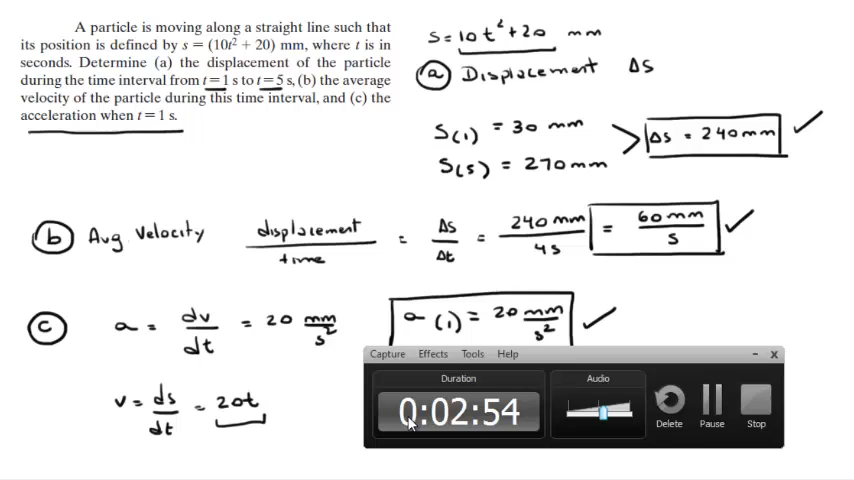 A particle is moving along a straight line such that
its position is defined by s = (10t² + 20) mm, where t is in
seconds. Determine (a) the displacement of the particle
during the time interval from t = 1 s to t = 5 s, (b) the average
velocity of the particle during this time interval, and (c) the
acceleration when t = 1 s.
S = 10t² + 20 mm
(a) Displacement Δs
S(1) = 30 mm
S(5) = 270 mm
Δs = 240 mm ✓
(b) Avg Velocity displacement / time = Δs / Δt = 240 mm / 4s = 60 mm / s ✓
(c) a = dv / dt = 20 mm / s² a(1) = 20 mm / s² ✓
v = ds / dt = 20t
Capture Effects Tools Help – x
Duration Audio
0:02:54
Delete Pause Stop